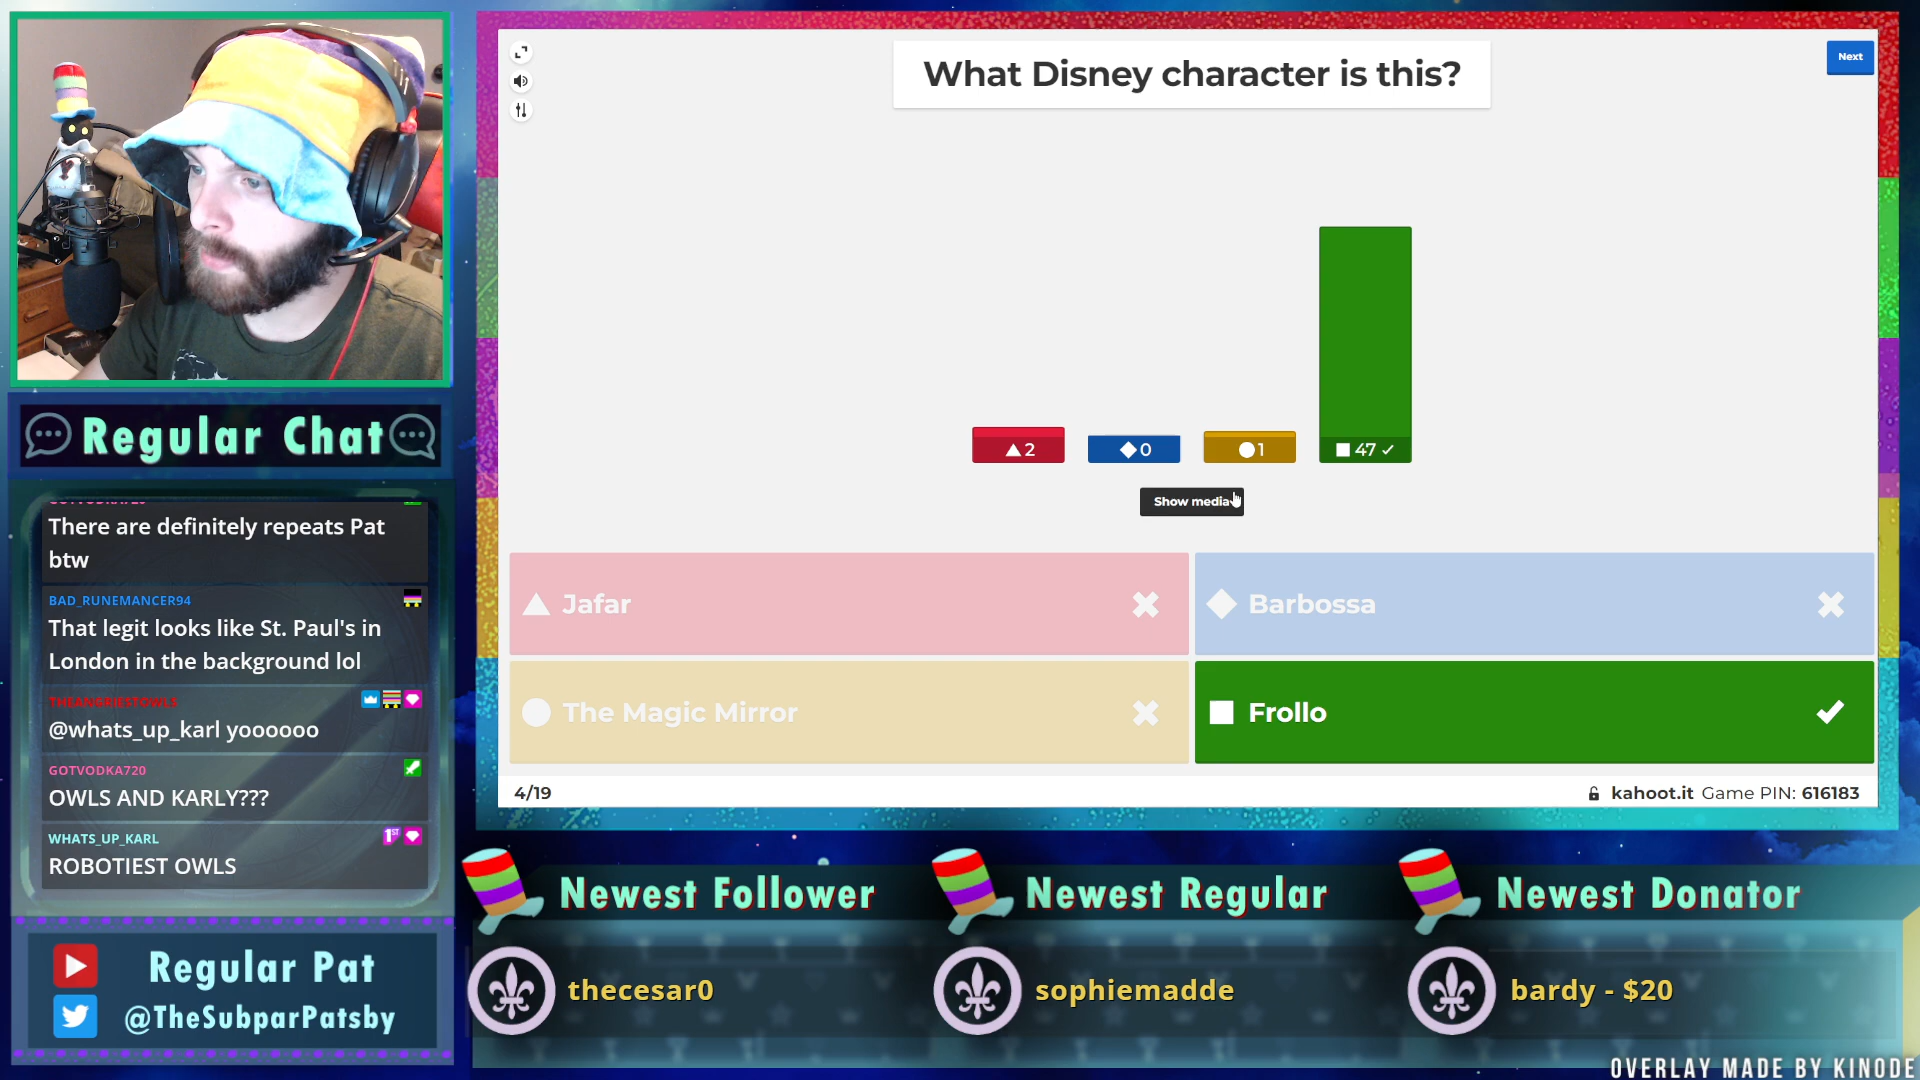 What Disney character is this?
Next
2
0
1
47
Show media
Jafar
Barbossa
The Magic Mirror
Frollo
4/19
kahoot.it Game PIN: 616183
Regular Chat
There are definitely repeats Pat
btw
BAD_RUNEMANCER94
That legit looks like St. Paul's in
London in the background lol
THEANGRIESTOWLS
@whats_up_karl yoooooo
GOTVODKA720
OWLS AND KARLY???
WHATS_UP_KARL
1ST
ROBOTIEST OWLS
Regular Pat
@TheSubparPatsby
Newest Follower
thecesar0
Newest Regular
sophiemadde
Newest Donator
bardy - $20
OVERLAY MADE BY KINODE